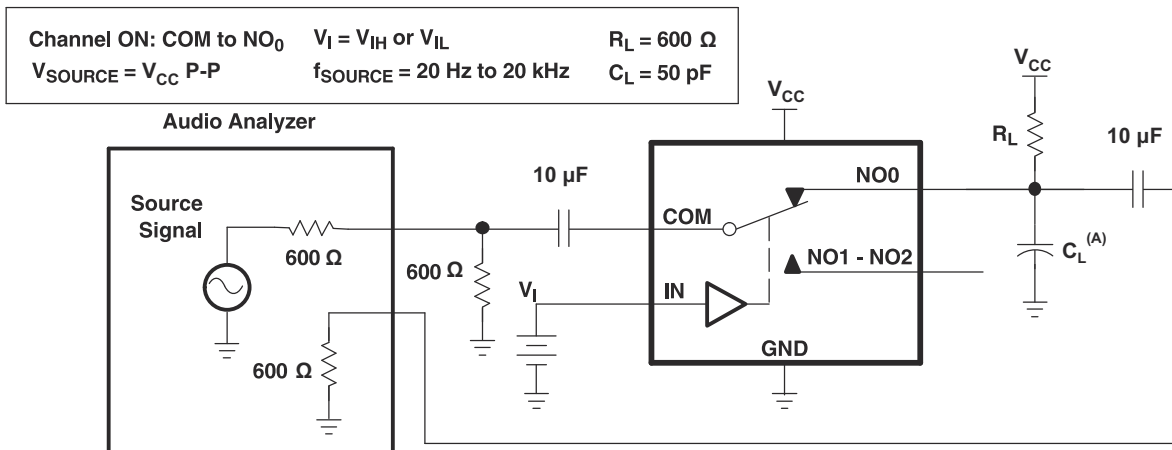 Channel ON: COM to NO0 VI = VIH or VIL RL = 600 Ω
VSOURCE = VCC P-P fSOURCE = 20 Hz to 20 kHz CL = 50 pF
Audio Analyzer
VCC
VCC
RL
10 µF
10 µF
NO0
Source
Signal
COM
600 Ω
600 Ω
NO1 - NO2
CL(A)
VI
IN
GND
600 Ω